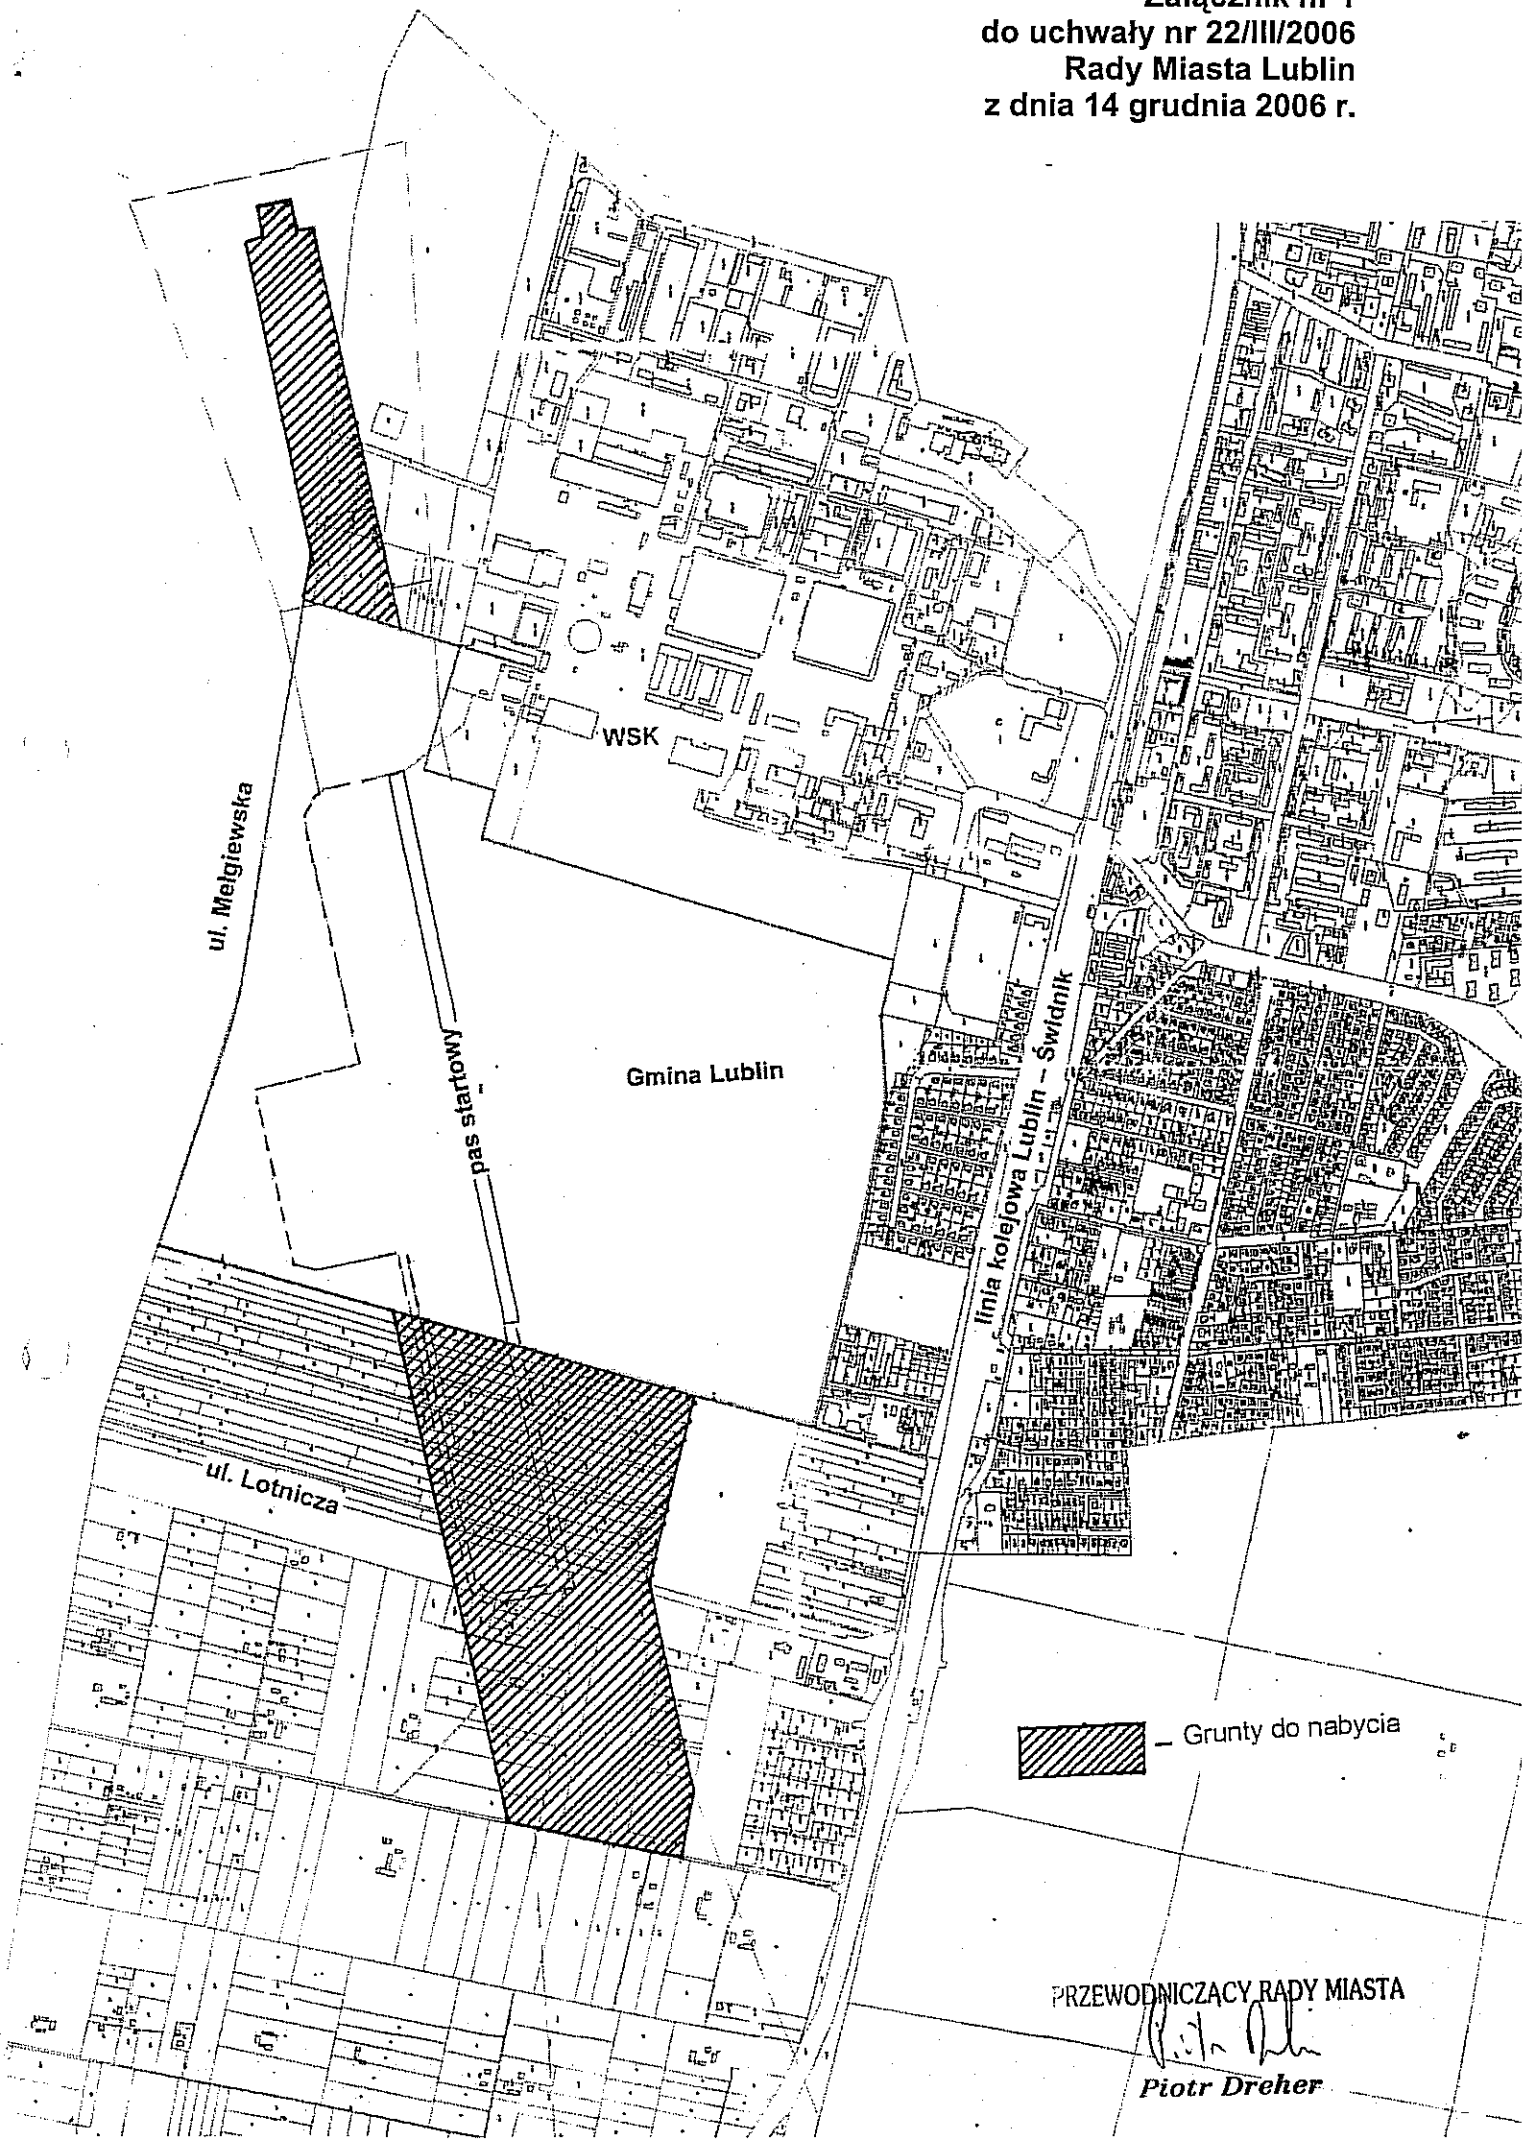 Załącznik nr 1
do uchwały nr 22/III/2006
Rady Miasta Lublin
z dnia 14 grudnia 2006 r.
WSK
ul. Mełgiewska
pas startowy
Gmina Lublin
linia kolejowa Lublin – Świdnik
ul. Lotnicza
– Grunty do nabycia
PRZEWODNICZĄCY RADY MIASTA
Piotr Dreher